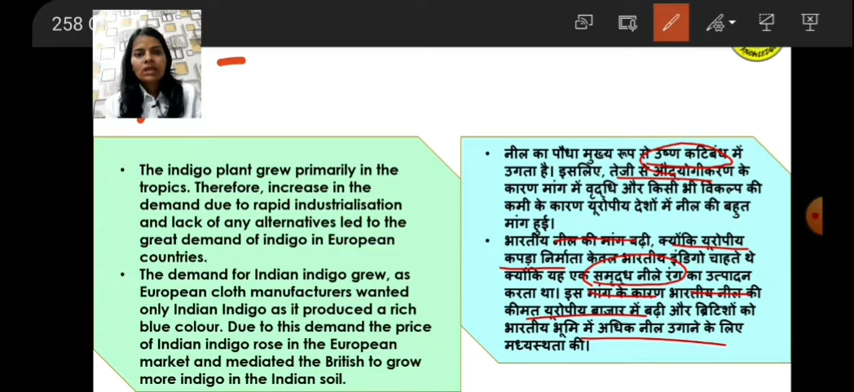 258
KNOWLEDGE
• The indigo plant grew primarily in the
tropics. Therefore, increase in the
demand due to rapid industrialisation
and lack of any alternatives led to the
great demand of indigo in European
countries.
• The demand for Indian indigo grew, as
European cloth manufacturers wanted
only Indian Indigo as it produced a rich
blue colour. Due to this demand the price
of Indian indigo rose in the European
market and mediated the British to grow
more indigo in the Indian soil.
• नील का पौधा मुख्य रूप से उष्ण कटिबंध में
उगता है। इसलिए, तेजी से औद्योगीकरण के
कारण मांग में वृद्धि और किसी भी विकल्प की
कमी के कारण यूरोपीय देशों में नील की बहुत
मांग हुई।
• भारतीय नील की मांग बढ़ी, क्योंकि यूरोपीय
कपड़ा निर्माता केवल भारतीय इंडिगो चाहते थे
क्योंकि यह एक समृद्ध नीले रंग का उत्पादन
करता था। इस मांग के कारण भारतीय नील की
कीमत यूरोपीय बाजार में बढ़ी और ब्रिटिशों को
भारतीय भूमि में अधिक नील उगाने के लिए
मध्यस्थता की।